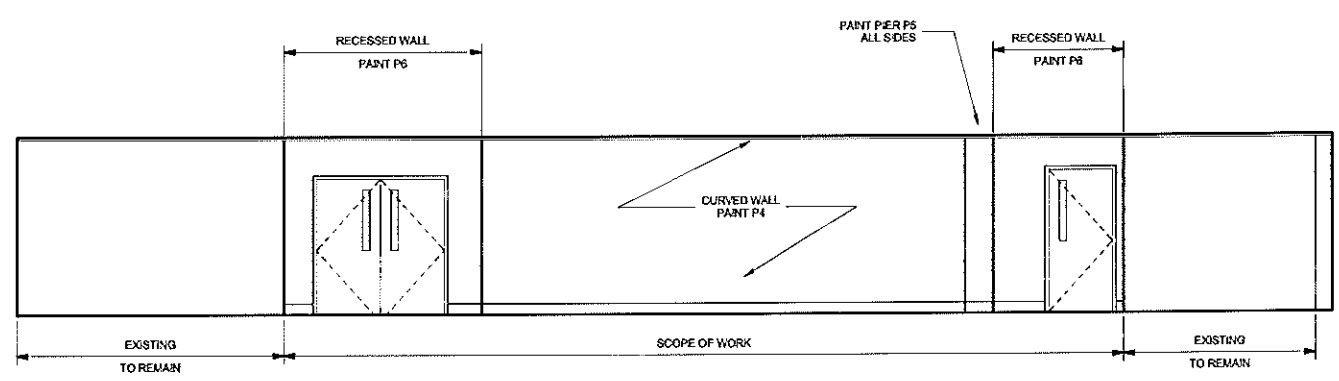 PAINT PIER P5
ALL SIDES
RECESSED WALL
PAINT P6
RECESSED WALL
PAINT P6
CURVED WALL
PAINT P4
EXISTING
TO REMAIN
SCOPE OF WORK
EXISTING
TO REMAIN